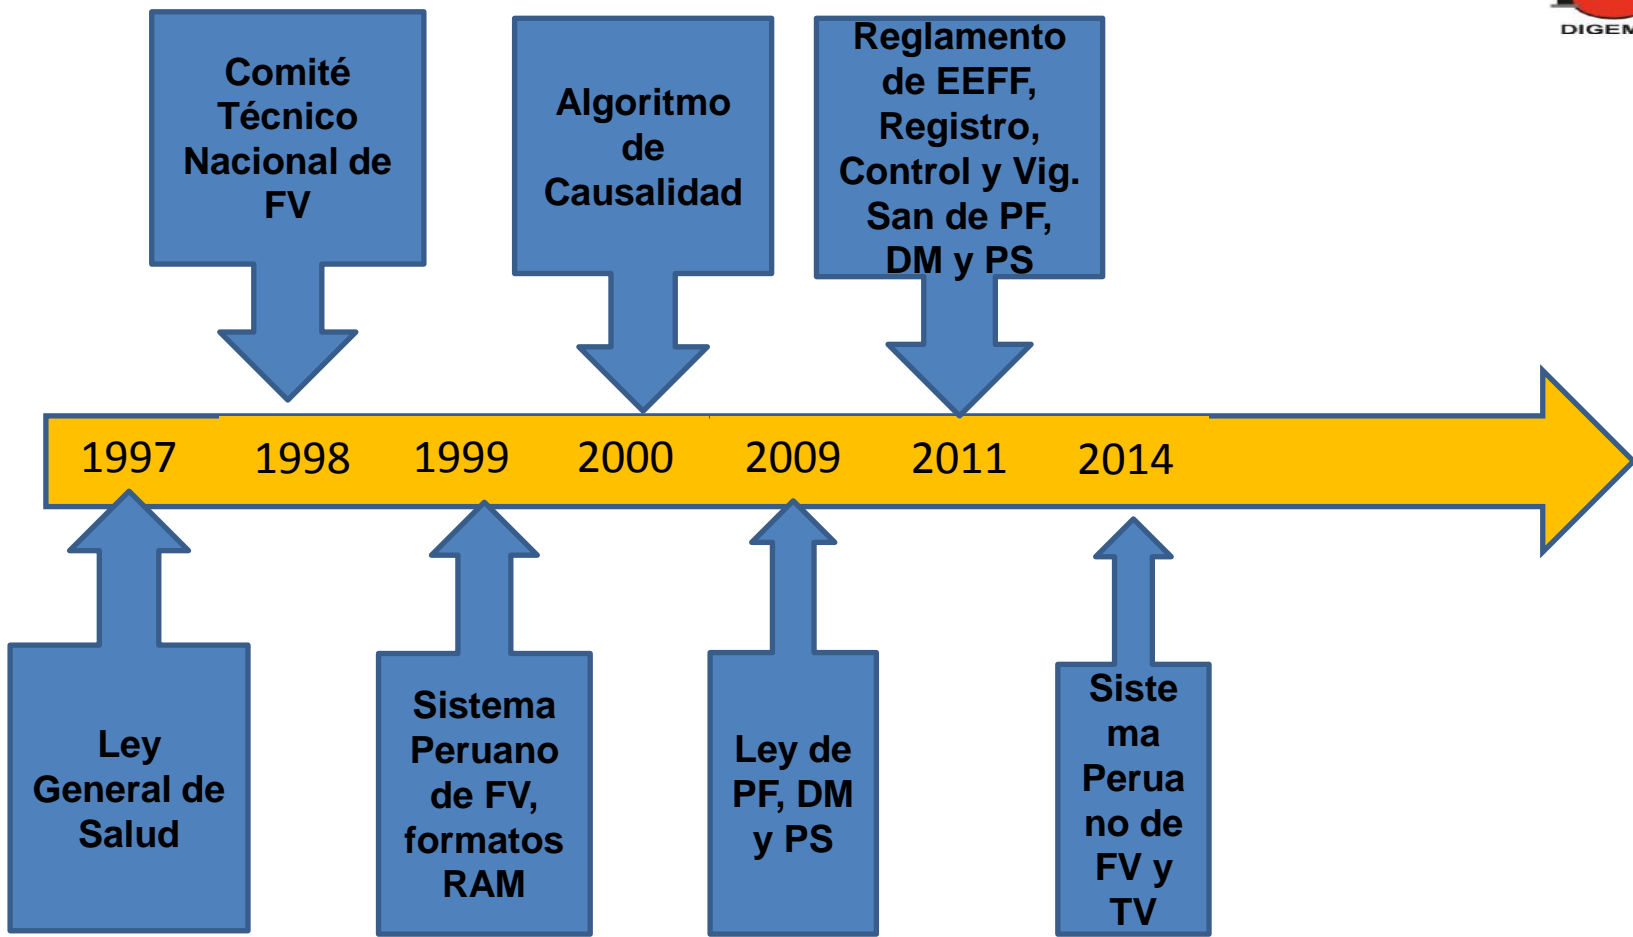 DIGEM
Comité
Técnico
Nacional de
FV
Algoritmo
de
Causalidad
Reglamento
de EEFF,
Registro,
Control y Vig.
San de PF,
DM y PS
1997 1998 1999 2000 2009 2011 2014
Ley
General de
Salud
Sistema
Peruano
de FV,
formatos
RAM
Ley de
PF, DM
y PS
Siste
ma
Perua
no de
FV y
TV